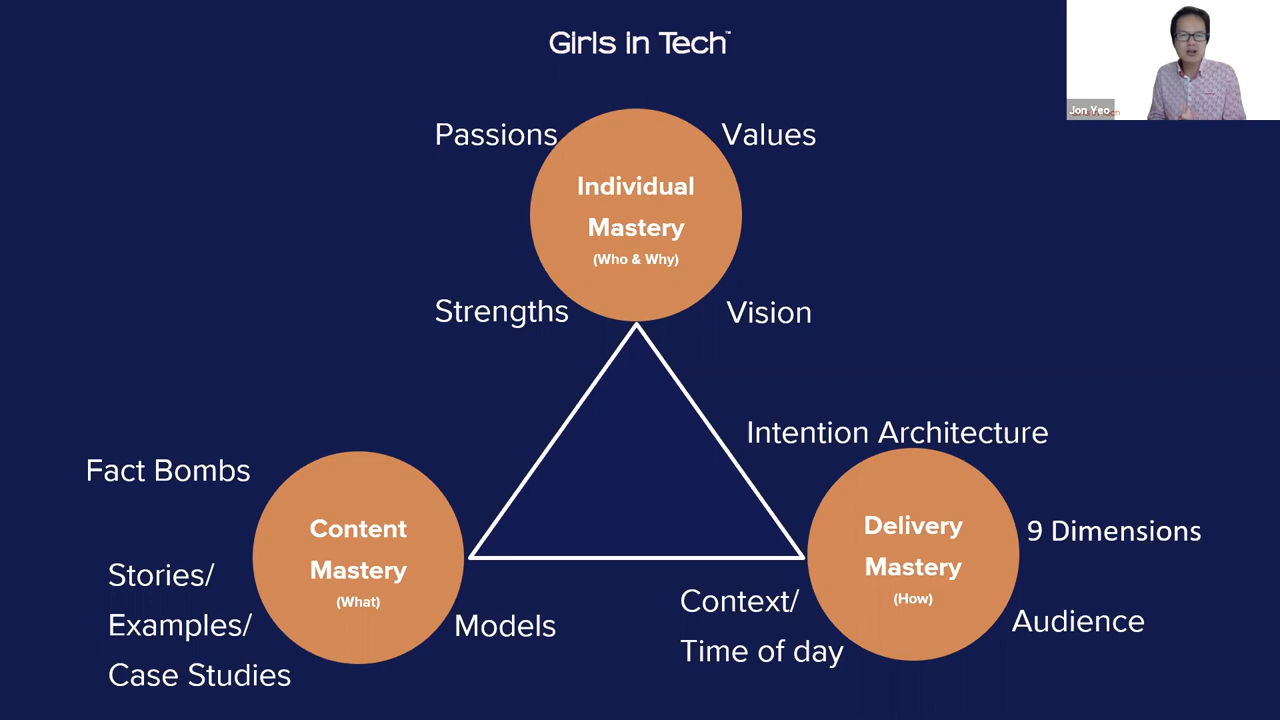 Girls in Tech™
Jon Yeo
Passions
Values
Individual
Mastery
(Who & Why)
Strengths
Vision
Intention Architecture
Fact Bombs
Content
Mastery
(What)
Stories/
Examples/
Case Studies
Models
Delivery
Mastery
(How)
9 Dimensions
Context/
Time of day
Audience